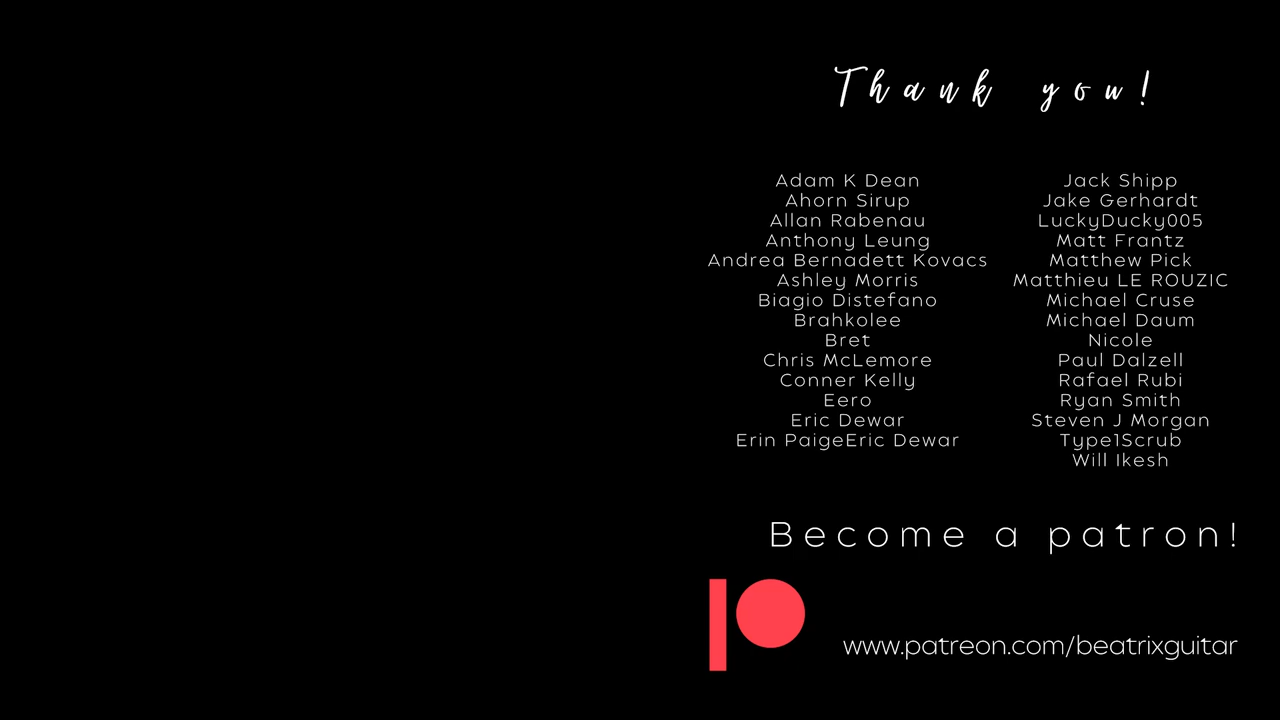 Thank you!
Adam K Dean
Ahorn Sirup
Allan Rabenau
Anthony Leung
Andrea Bernadett Kovacs
Ashley Morris
Biagio Distefano
Brahkolee
Bret
Chris McLemore
Conner Kelly
Eero
Eric Dewar
Erin PaigeEric Dewar
Jack Shipp
Jake Gerhardt
LuckyDucky005
Matt Frantz
Matthew Pick
Matthieu LE ROUZIC
Michael Cruse
Michael Daum
Nicole
Paul Dalzell
Rafael Rubi
Ryan Smith
Steven J Morgan
Type1Scrub
Will Ikesh
Become a patron!
www.patreon.com/beatrixguitar